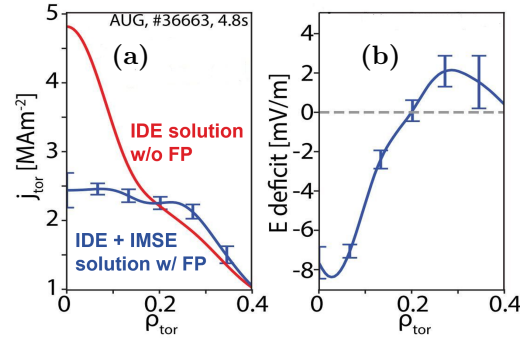 AUG, #36663, 4.8s
(a)
(b)
5
4
3
2
1
j_tor [MAm⁻²]
IDE solution
w/o FP
IDE + IMSE
solution w/ FP
0.0
0.2
0.4
ρ_tor
4
2
0
-2
-4
-6
-8
E deficit [mV/m]
0.0
0.2
0.4
ρ_tor